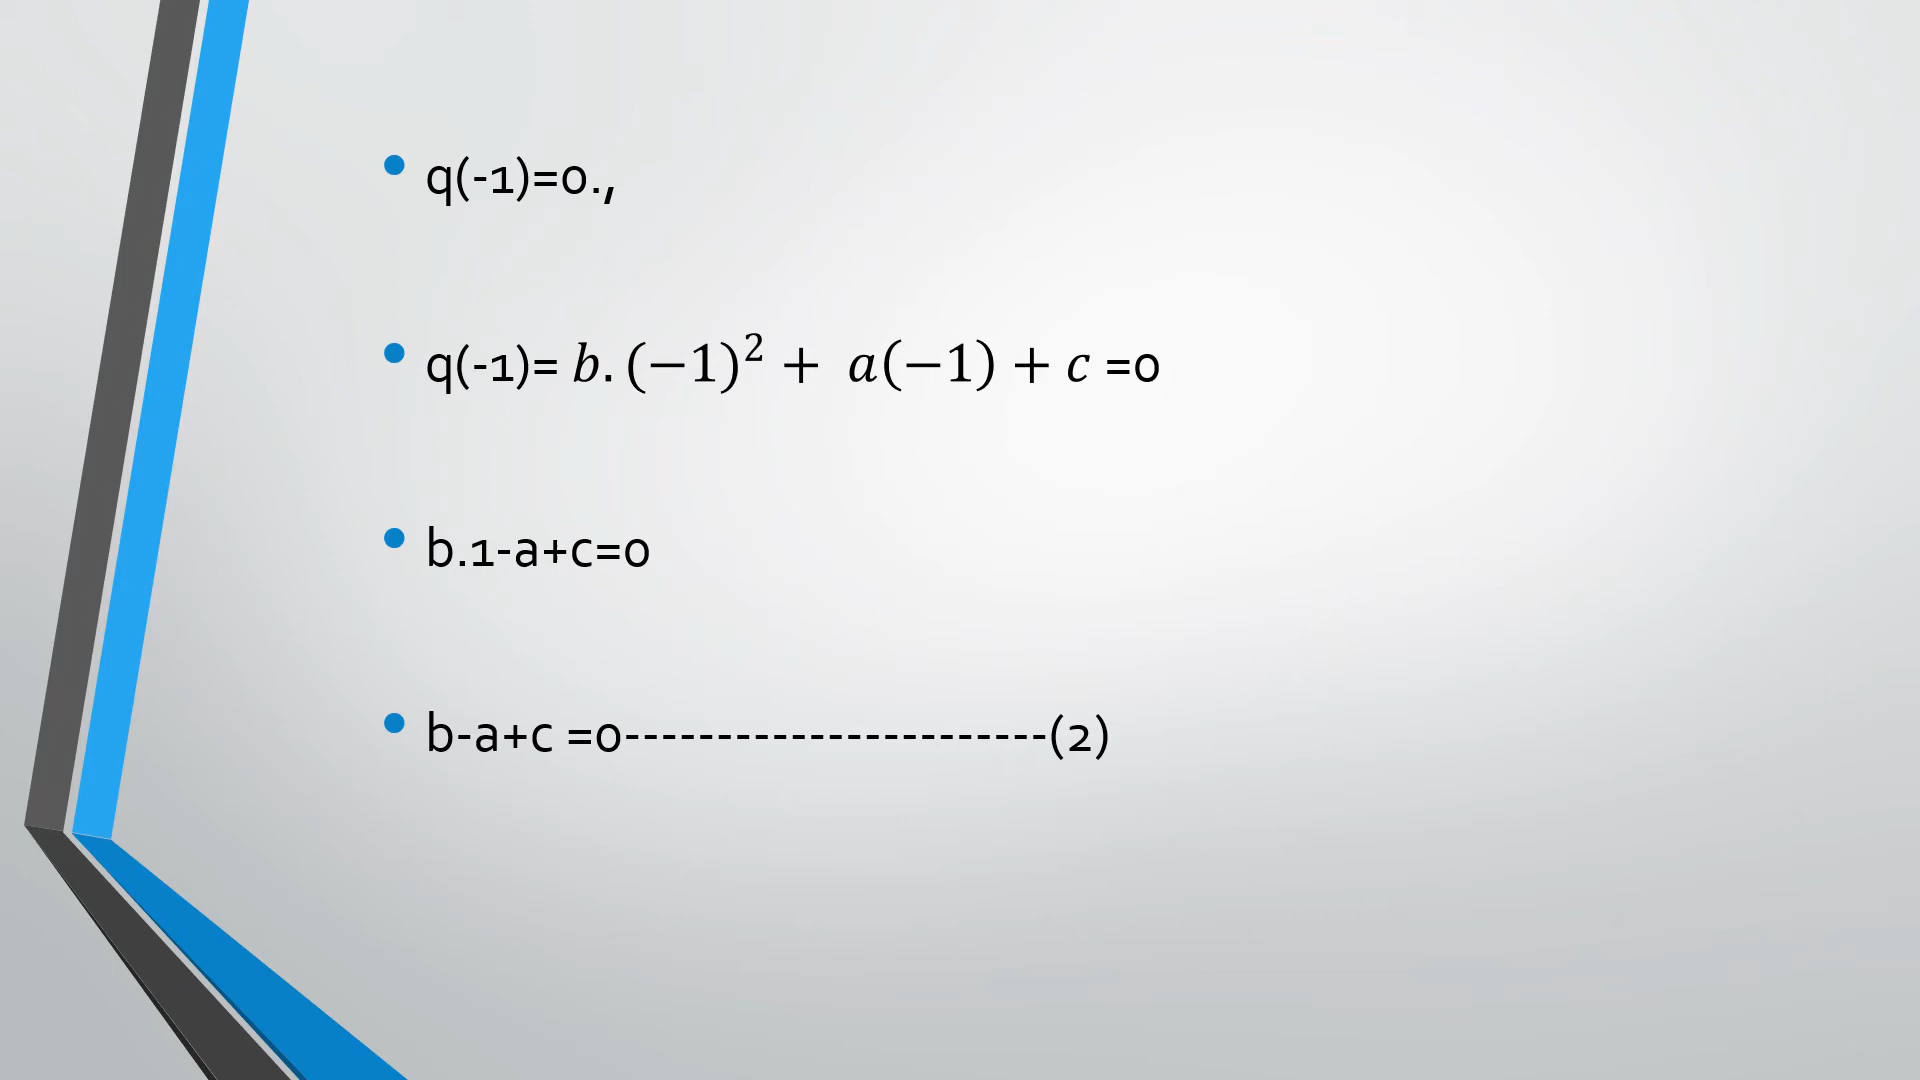 q(-1)=0.,
q(-1)= b.(−1)² + a(−1) + c =0
b.1-a+c=0
b-a+c =0-----------------------(2)